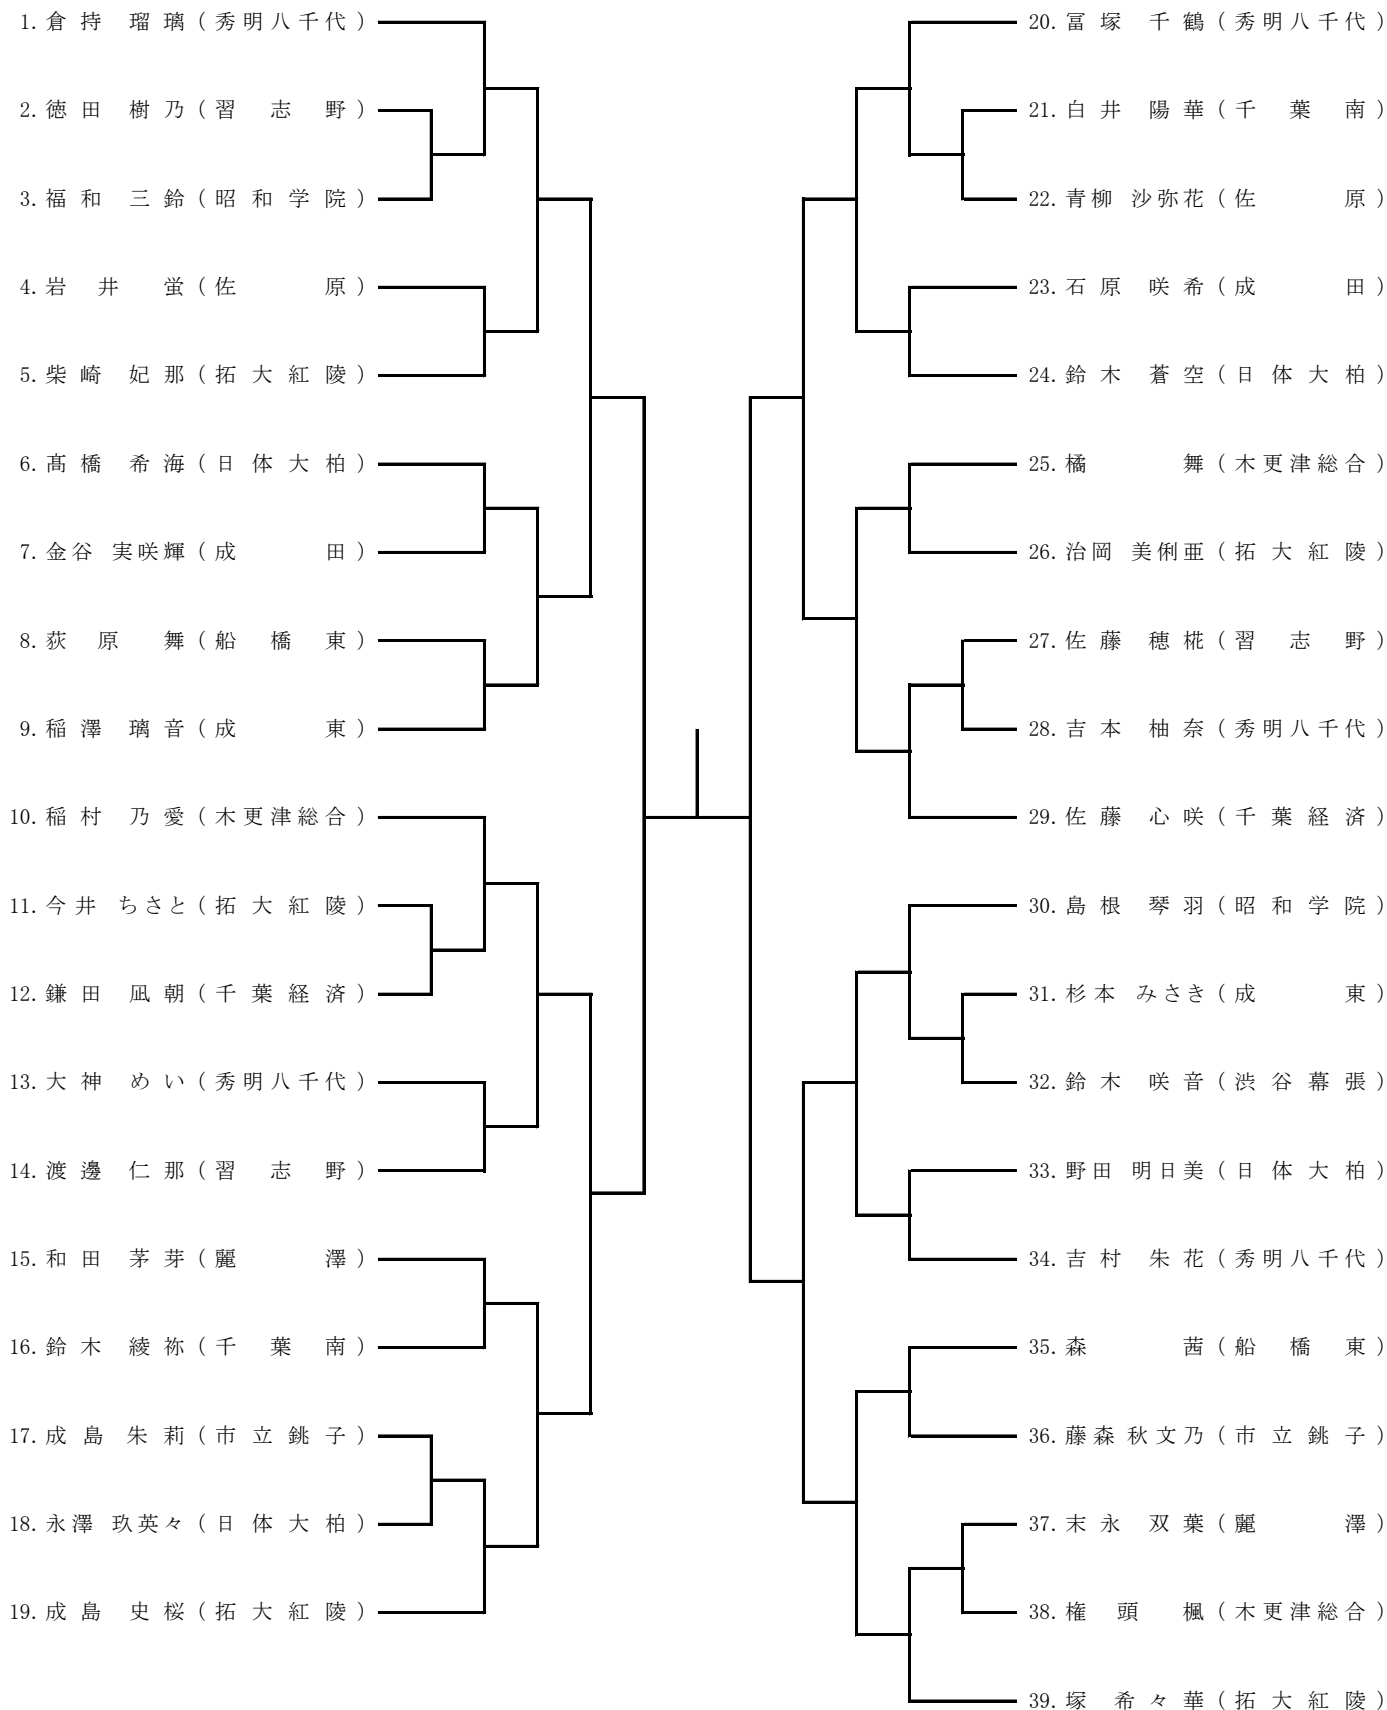 1. 倉持 瑠璃 (秀明八千代)
2. 徳田 樹乃 (習志野)
3. 福和 三鈴 (昭和学院)
4. 岩井 蛍 (佐原)
5. 柴崎 妃那 (拓大紅陵)
6. 髙橋 希海 (日体大柏)
7. 金谷 実咲輝 (成田)
8. 荻原 舞 (船橋東)
9. 稲澤 璃音 (成東)
10. 稲村 乃愛 (木更津総合)
11. 今井 ちさと (拓大紅陵)
12. 鎌田 凪朝 (千葉経済)
13. 大神 めい (秀明八千代)
14. 渡邊 仁那 (習志野)
15. 和田 茅芽 (麗澤)
16. 鈴木 綾祢 (千葉南)
17. 成島 朱莉 (市立銚子)
18. 永澤 玖英々 (日体大柏)
19. 成島 史桜 (拓大紅陵)
20. 冨塚 千鶴 (秀明八千代)
21. 白井 陽華 (千葉南)
22. 青柳 沙弥花 (佐原)
23. 石原 咲希 (成田)
24. 鈴木 蒼空 (日体大柏)
25. 橘 舞 (木更津総合)
26. 治岡 美俐亜 (拓大紅陵)
27. 佐藤 穂椛 (習志野)
28. 吉本 柚奈 (秀明八千代)
29. 佐藤 心咲 (千葉経済)
30. 島根 琴羽 (昭和学院)
31. 杉本 みさき (成東)
32. 鈴木 咲音 (渋谷幕張)
33. 野田 明日美 (日体大柏)
34. 吉村 朱花 (秀明八千代)
35. 森 茜 (船橋東)
36. 藤森 秋文乃 (市立銚子)
37. 末永 双葉 (麗澤)
38. 権頭 楓 (木更津総合)
39. 塚 希々華 (拓大紅陵)